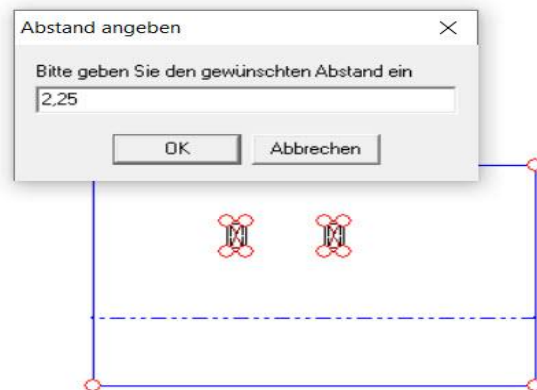 Abstand angeben
Bitte geben Sie den gewünschten Abstand ein
2,25
OK
Abbrechen